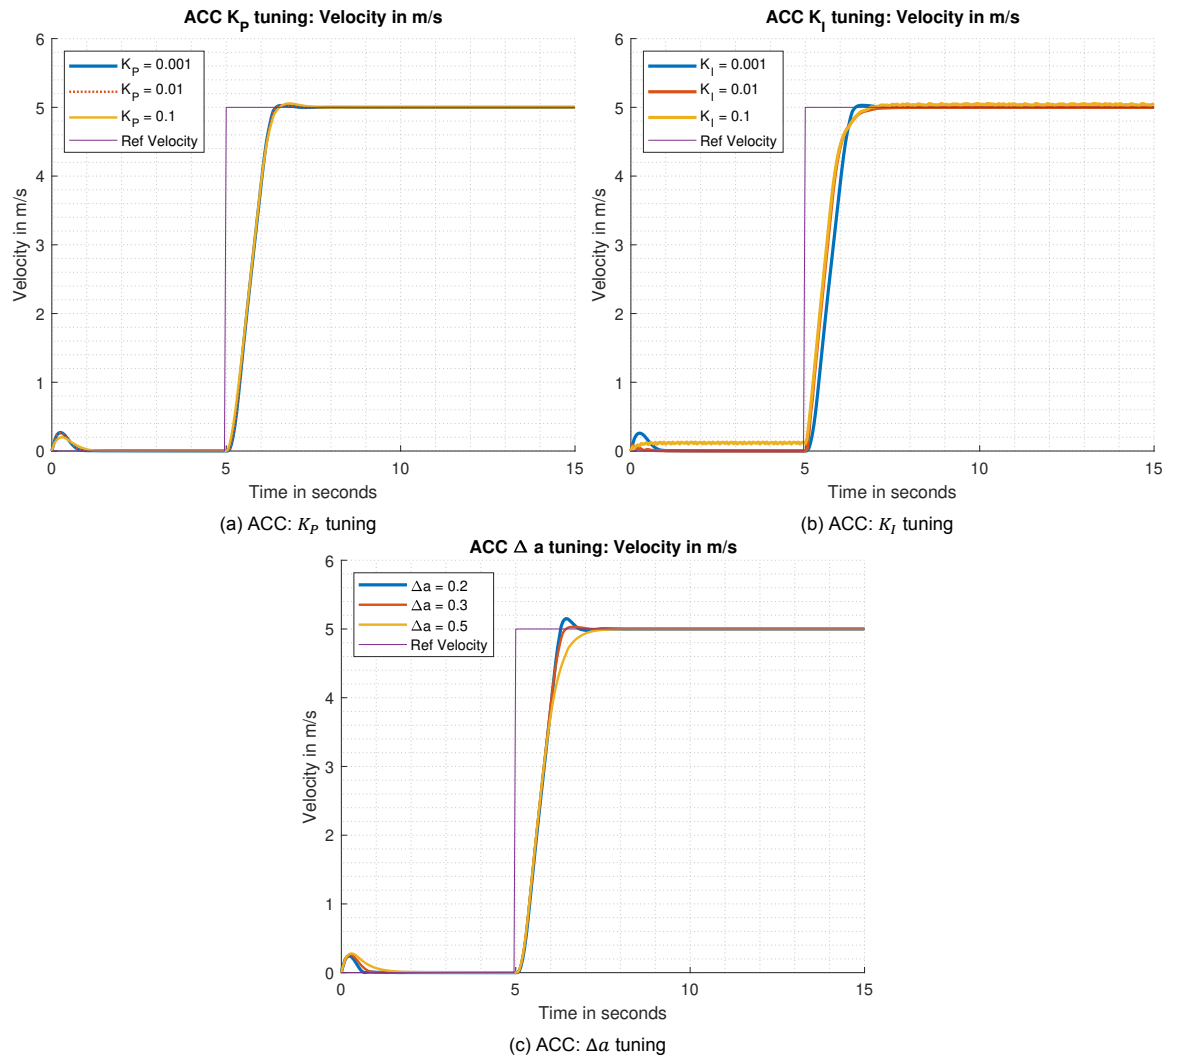 ACC K_P tuning: Velocity in m/s
6
5
4
3
2
1
0
Velocity in m/s
K_P = 0.001
K_P = 0.01
K_P = 0.1
Ref Velocity
0 5 10 15
Time in seconds
(a) ACC: K_P tuning
ACC K_I tuning: Velocity in m/s
6
5
4
3
2
1
0
Velocity in m/s
K_I = 0.001
K_I = 0.01
K_I = 0.1
Ref Velocity
0 5 10 15
Time in seconds
(b) ACC: K_I tuning
ACC Δ a tuning: Velocity in m/s
6
5
4
3
2
1
0
Velocity in m/s
Δa = 0.2
Δa = 0.3
Δa = 0.5
Ref Velocity
0 5 10 15
Time in seconds
(c) ACC: Δa tuning